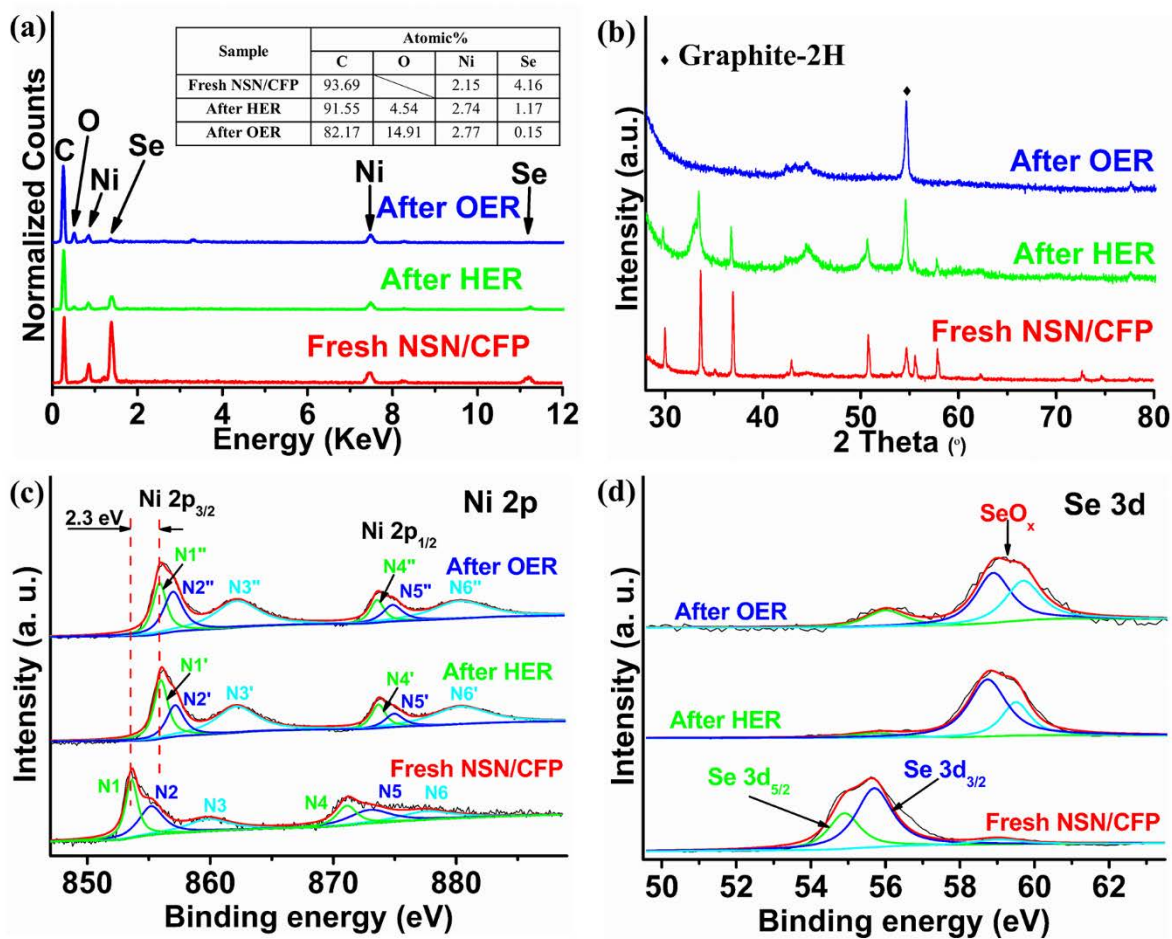 (a)
Sample
Atomic%
C O Ni Se
Fresh NSN/CFP 93.69 2.15 4.16
After HER 91.55 4.54 2.74 1.17
After OER 82.17 14.91 2.77 0.15
Normalized Counts
C
O
Ni
Se
Ni
Se
After OER
After HER
Fresh NSN/CFP
0 2 4 6 8 10 12
Energy (KeV)
(b)
♦ Graphite-2H
♦
Intensity (a.u.)
After OER
After HER
Fresh NSN/CFP
30 40 50 60 70 80
2 Theta (o)
(c)
Ni 2p3/2
Ni 2p
2.3 eV
Ni 2p1/2
N1"
N2"
N3"
N4"
N5"
N6"
After OER
N1'
N2'
N3'
N4'
N5'
N6'
After HER
N1
N2
N3
N4
N5
N6
Fresh NSN/CFP
Intensity (a. u.)
850 860 870 880
Binding energy (eV)
(d)
SeOx
Se 3d
After OER
After HER
Se 3d5/2
Se 3d3/2
Fresh NSN/CFP
Intensity (a. u.)
50 52 54 56 58 60 62
Binding energy (eV)